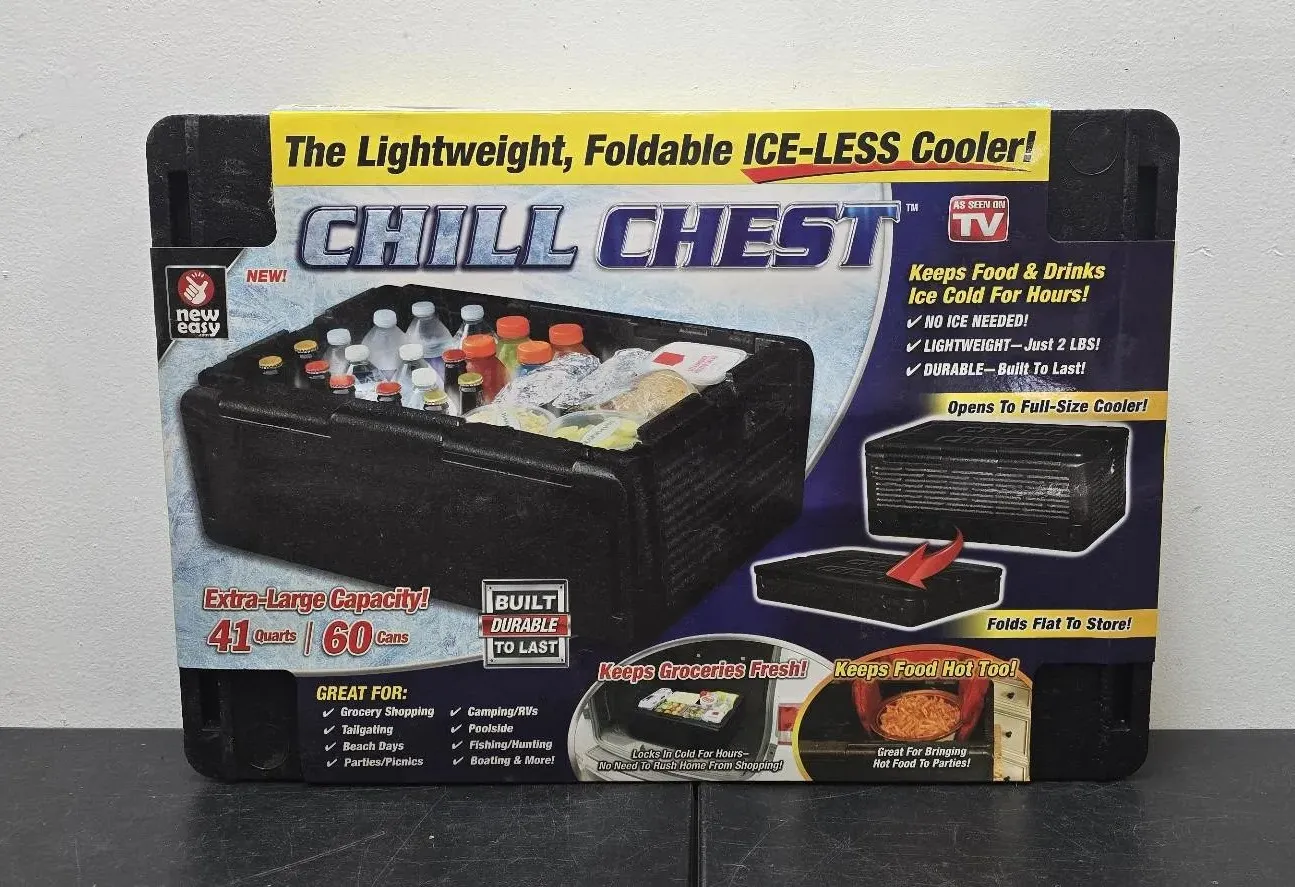 The Lightweight, Foldable ICE-LESS Cooler!
CHILL CHEST™
AS SEEN ON
TV
new
easy
NEW!
Keeps Food & Drinks
Ice Cold For Hours!
✓ NO ICE NEEDED!
✓ LIGHTWEIGHT—Just 2 LBS!
✓ DURABLE—Built To Last!
Opens To Full-Size Cooler!
Folds Flat To Store!
Extra-Large Capacity!
41 Quarts | 60 Cans
BUILT
DURABLE
TO LAST
GREAT FOR:
✓ Grocery Shopping
✓ Tailgating
✓ Beach Days
✓ Parties/Picnics
✓ Camping/RVs
✓ Poolside
✓ Fishing/Hunting
✓ Boating & More!
Keeps Groceries Fresh!
Locks In Cold For Hours—
No Need To Rush Home From Shopping!
Keeps Food Hot Too!
Great For Bringing
Hot Food To Parties!